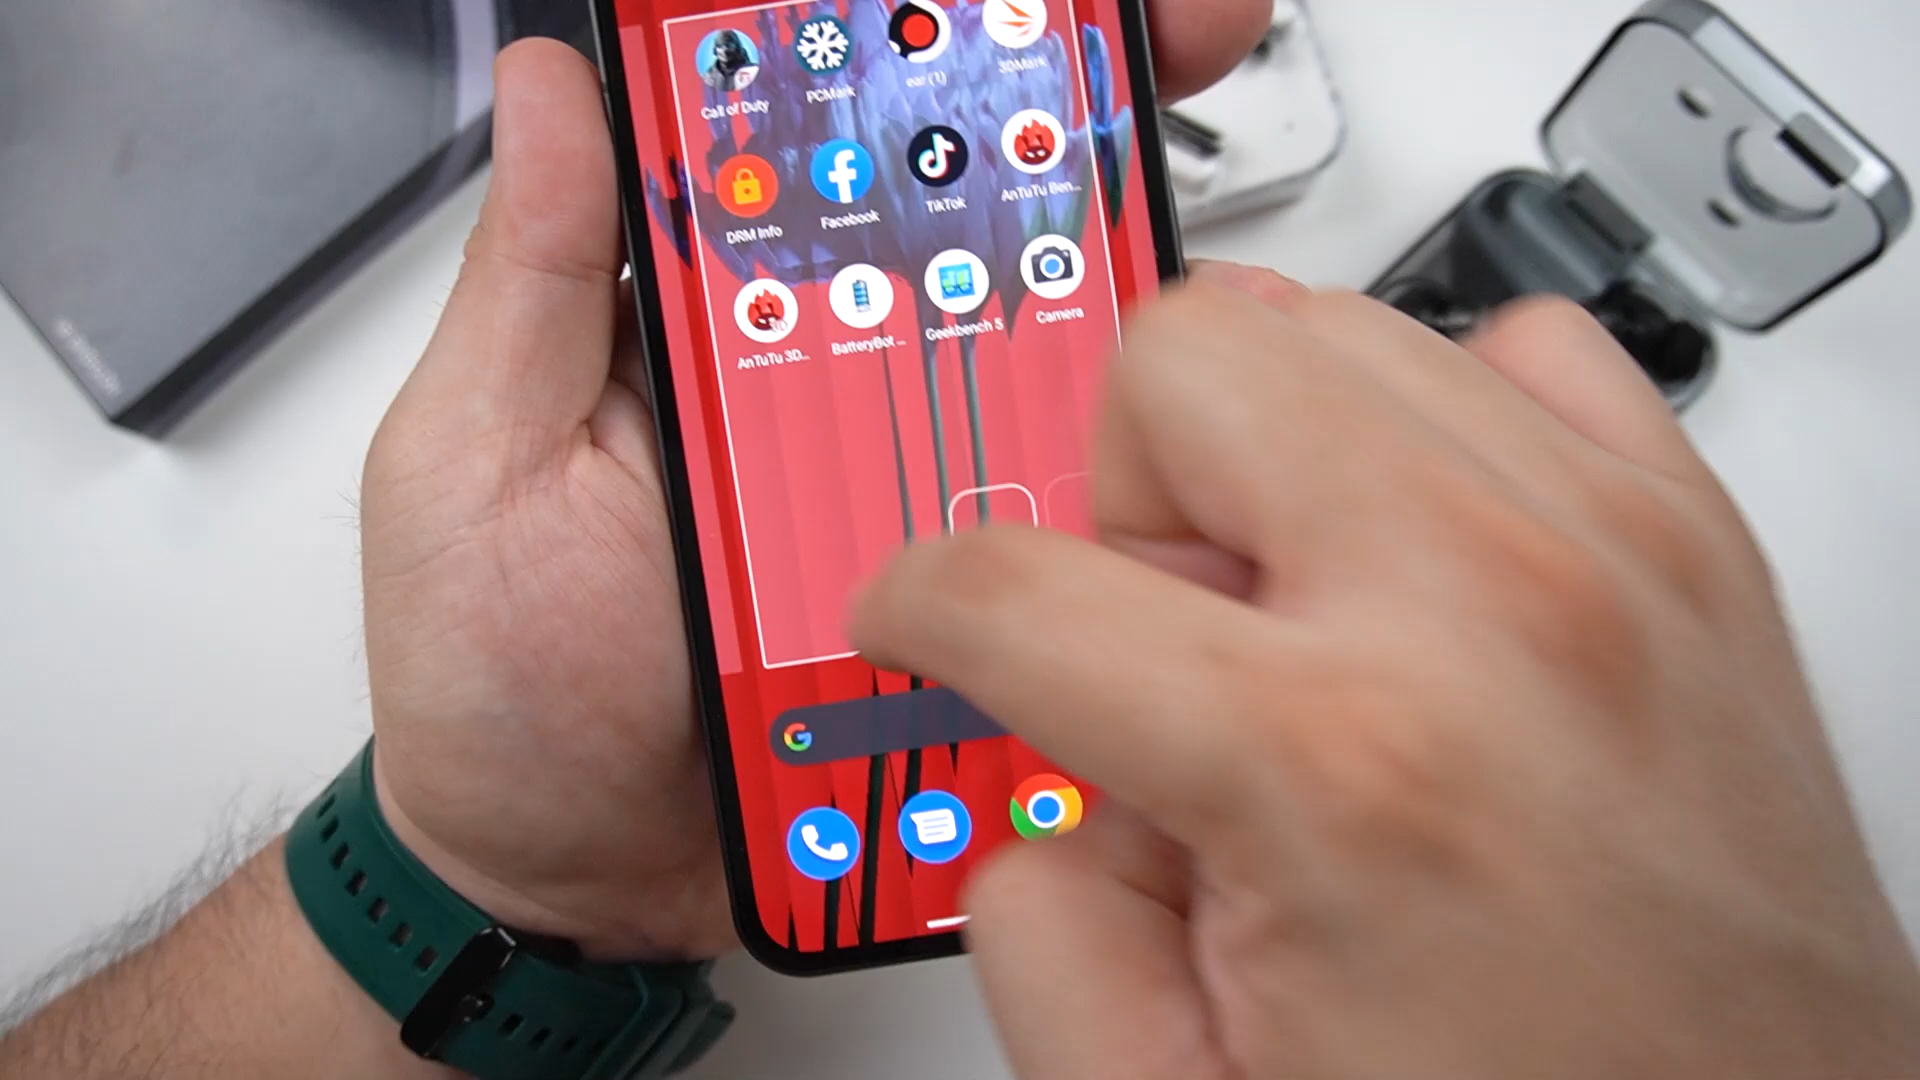 Call of Duty
PCMark
ear (1)
3DMark
DRM Info
Facebook
TikTok
AnTuTu Ben...
AnTuTu 3D...
BatteryBot ...
Geekbench 5
Camera
G